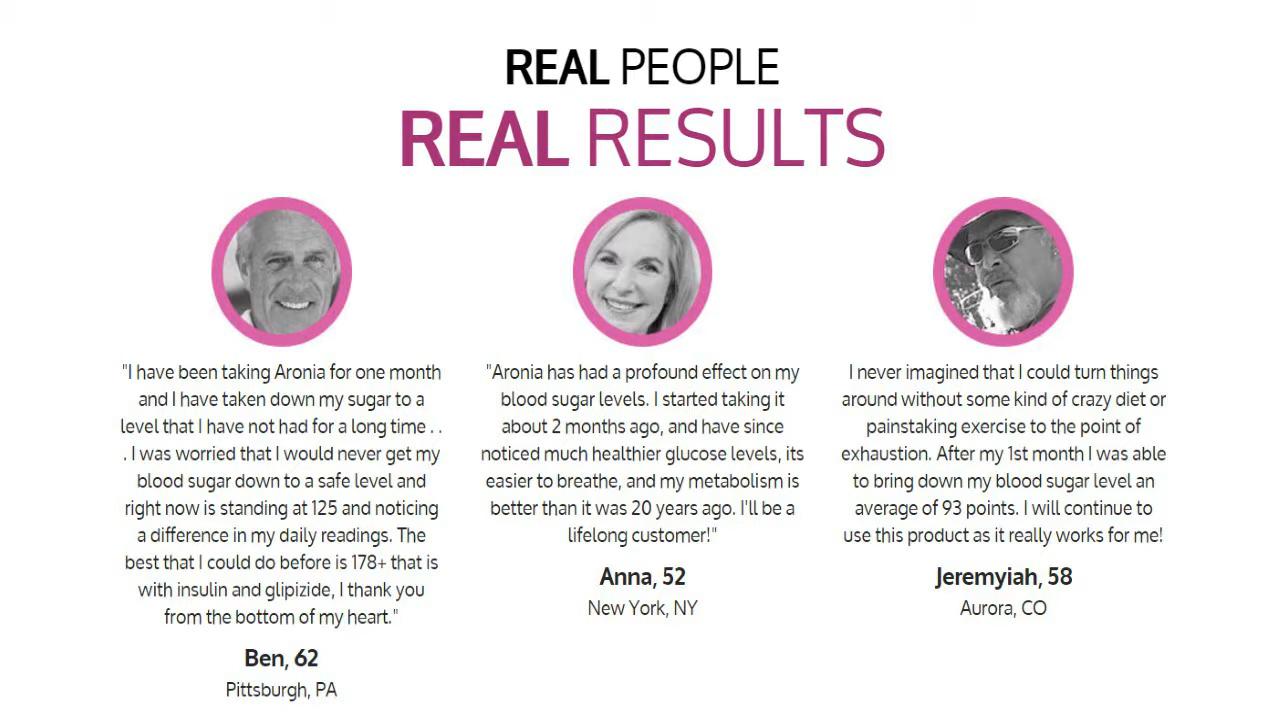 REAL PEOPLE
REAL RESULTS
"I have been taking Aronia for one month
and I have taken down my sugar to a
level that I have not had for a long time . .
. I was worried that I would never get my
blood sugar down to a safe level and
right now is standing at 125 and noticing
a difference in my daily readings. The
best that I could do before is 178+ that is
with insulin and glipizide, I thank you
from the bottom of my heart."
Ben, 62
Pittsburgh, PA
"Aronia has had a profound effect on my
blood sugar levels. I started taking it
about 2 months ago, and have since
noticed much healthier glucose levels, its
easier to breathe, and my metabolism is
better than it was 20 years ago. I'll be a
lifelong customer!"
Anna, 52
New York, NY
I never imagined that I could turn things
around without some kind of crazy diet or
painstaking exercise to the point of
exhaustion. After my 1st month I was able
to bring down my blood sugar level an
average of 93 points. I will continue to
use this product as it really works for me!
Jeremyiah, 58
Aurora, CO